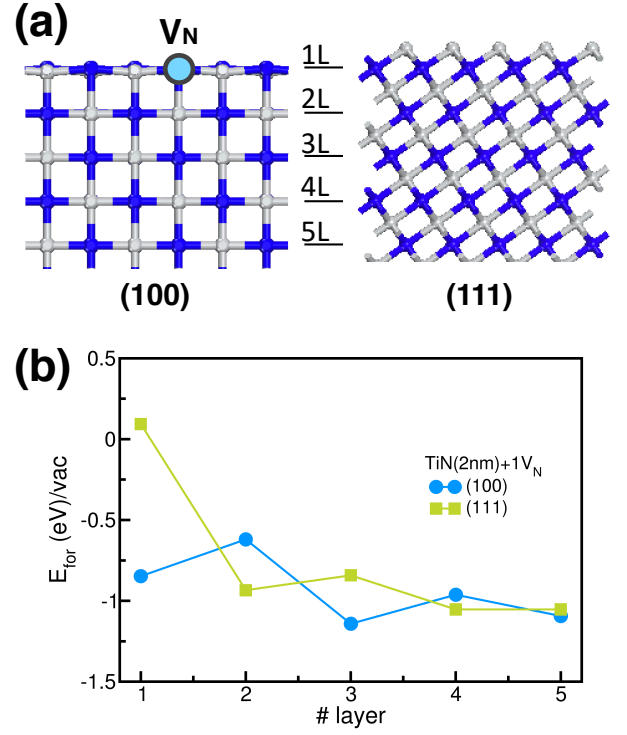 (a)
V_N
1L
2L
3L
4L
5L
(100)
(111)
(b)
0.5
0
-0.5
-1
-1.5
E_for (eV)/vac
TiN(2nm)+1V_N
(100)
(111)
1 2 3 4 5
# layer